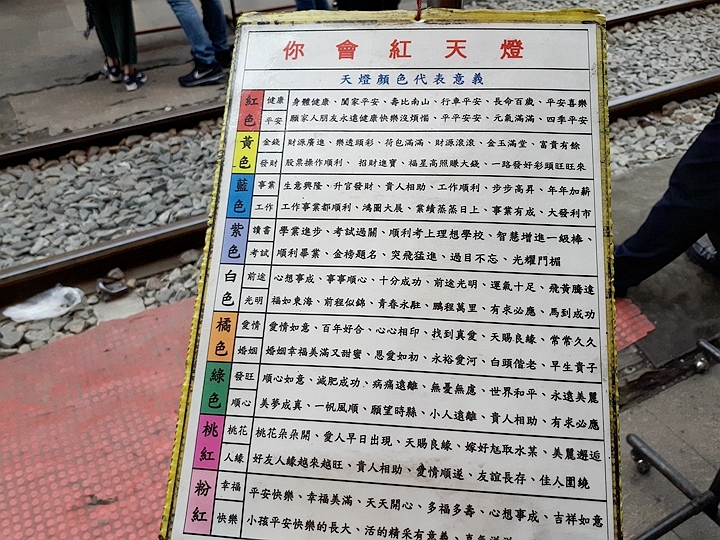 你會紅天燈
天燈顏色代表意義
紅色 健康 身體健康、闔家平安、壽比南山、行車平安、長命百歲、平安喜樂
平安 願家人朋友永遠健康快樂沒煩惱、平平安安、元氣滿滿、四季平安
黃色 金錢 財源廣進、樂透頭彩、荷包滿滿、財源滾滾、金玉滿堂、富貴有餘
發財 股票操作順利、招財進寶、福星高照賺大錢、一路發好彩頭旺旺來
藍色 事業 生意興隆、升官發財、貴人相助、工作順利、步步高昇、年年加薪
工作 工作事業都順利、鴻圖大展、業績蒸蒸日上、事業有成、大發利市
紫色 讀書 學業進步、考試過關、順利考上理想學校、智慧增進一級棒、
考試 順利畢業、金榜題名、突飛猛進、過目不忘、光耀門楣
白色 前途 心想事成、事事順心、十分成功、前途光明、運氣十足、飛黃騰達
光明 福如東海、前程似錦、青春永駐、鵬程萬里、有求必應、馬到成功
橘色 愛情 愛情如意、百年好合、心心相印、找到真愛、天賜良緣、常常久久
婚姻 婚姻幸福美滿又甜蜜、恩愛如初、永裕愛河、白頭偕老、早生貴子
綠色 發旺 順心如意、減肥成功、病痛遠離、無憂無慮、世界和平、永遠美麗
順心 美夢成真、一帆風順、願望時縣、小人遠離、貴人相助、有求必應
桃紅 桃花 桃花朵朵開、愛人早日出現、天賜良緣、嫁好尪取水某、美麗邂逅
人緣 好友人緣越來越旺、貴人相助、愛情順遂、友誼長存、佳人圍繞
粉紅 幸福 平安快樂、幸福美滿、天天開心、多福多壽、心想事成、吉祥如意
快樂 小孩平安快樂的長大、活的精采有意義、